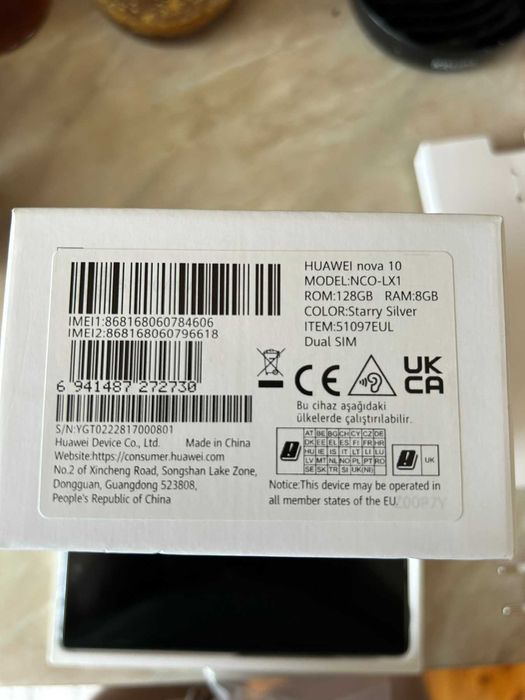 HUAWEI nova 10
MODEL:NCO-LX1
ROM:128GB RAM:8GB
COLOR:Starry Silver
ITEM:51097EUL
Dual SIM
IMEI1:868168060784606
IMEI2:868168060796618
6 941487 272730
S/N:YGT0222817000801
Huawei Device Co., Ltd. Made in China
Website:https://consumer.huawei.com
No.2 of Xincheng Road, Songshan Lake Zone,
Dongguan, Guangdong 523808,
People's Republic of China
CE
UK
CA
Bu cihaz aşağıdaki
ülkelerde çalıştırılabilir.
AT BE BG CH CY CZ DE
DK EE EL ES FI FR HR
HU IE IS IT LT LI LU
LV MT NL NO PL PT RO
SE SK TR SI UK(NI)
UK
Notice:This device may be operated in
all member states of the EU.